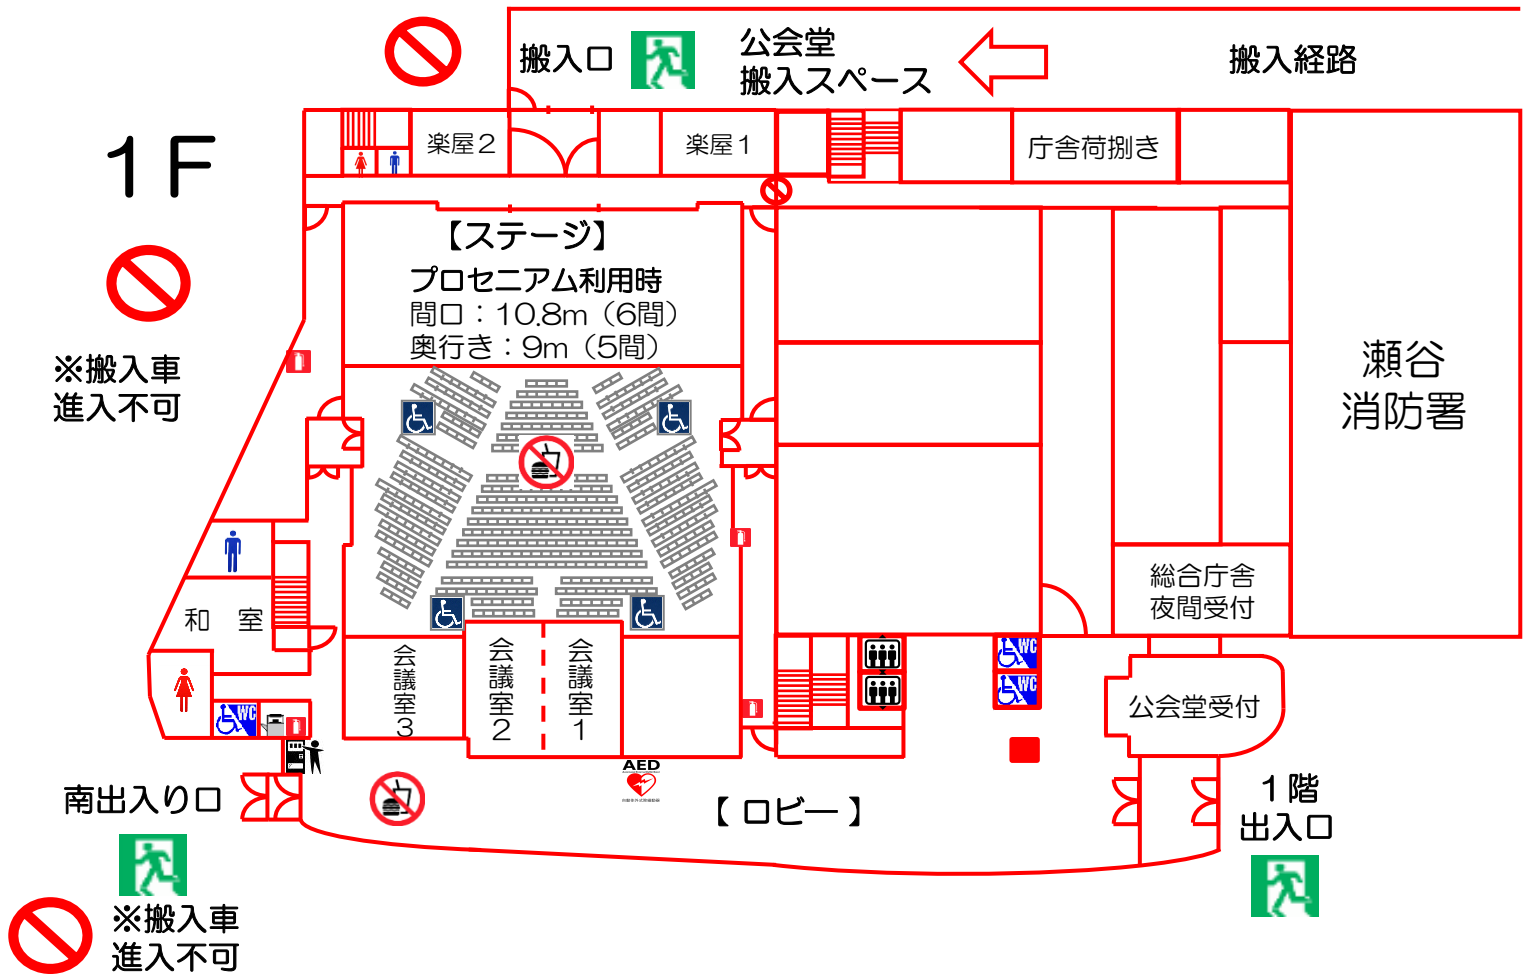 搬入口
公会堂
搬入スペース
搬入経路
1F
楽屋2
楽屋1
庁舎荷捌き
【ステージ】
プロセニアム利用時
間口：10.8m（6間）
奥行き：9m（5間）
※搬入車
進入不可
瀬谷
消防署
総合庁舎
夜間受付
和　室
会議室3
会議室2
会議室1
WC
WC
WC
公会堂受付
AED
南出入り口
【 ロビー 】
1階
出入口
※搬入車
進入不可